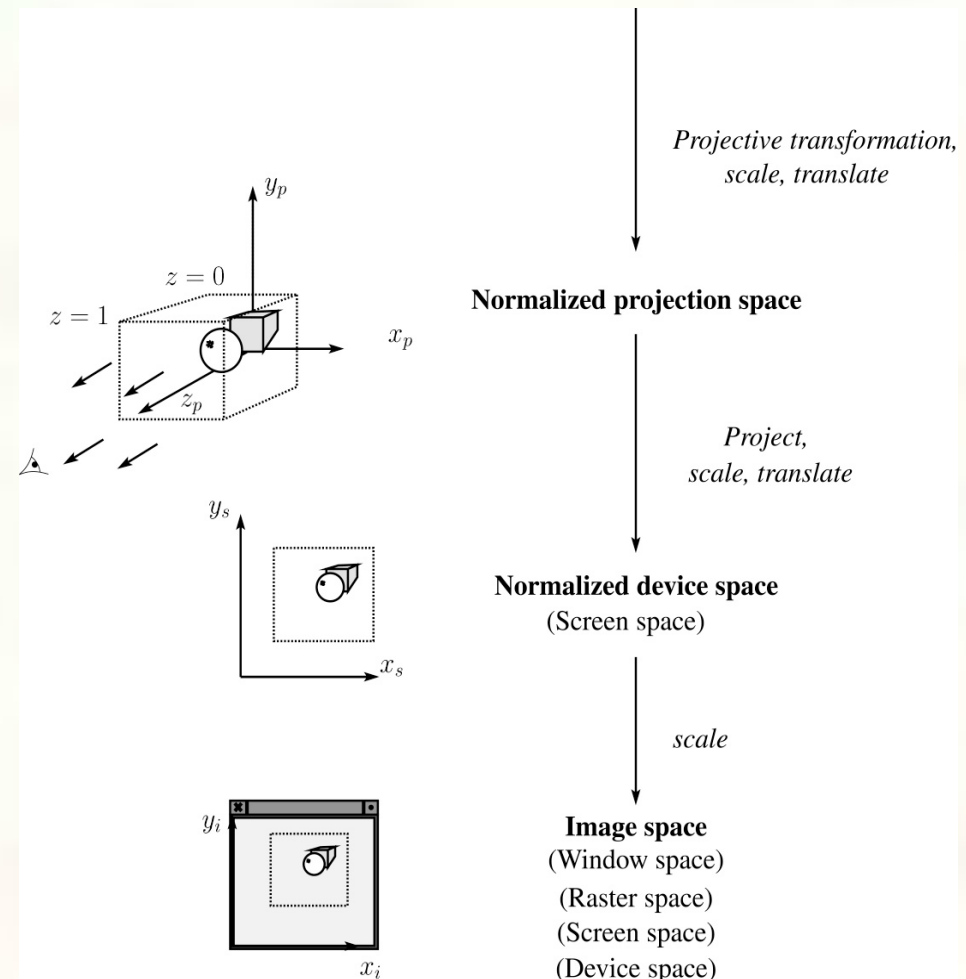 Projective transformation,
scale, translate
y_p
z = 0
z = 1
Normalized projection space
x_p
z_p
Project,
scale, translate
y_s
Normalized device space
(Screen space)
x_s
scale
y_i
Image space
(Window space)
(Raster space)
(Screen space)
(Device space)
x_i